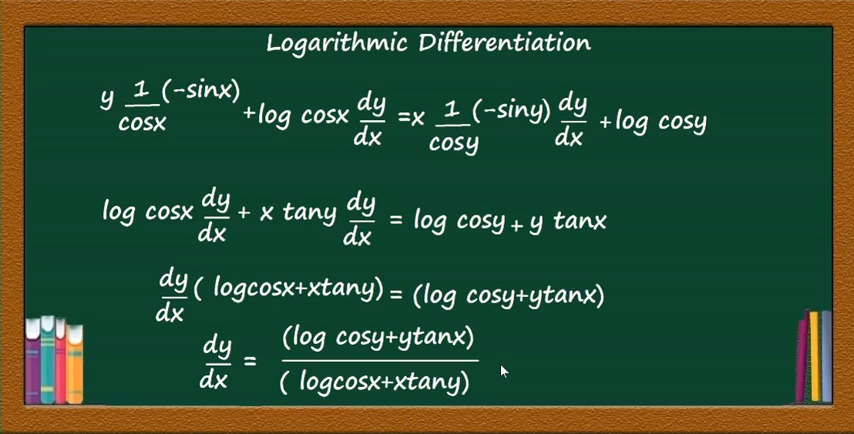 Logarithmic Differentiation
y 1/cosx (-sinx) +log cosx dy/dx =x 1/cosy (-siny) dy/dx +log cosy
log cosx dy/dx + x tany dy/dx = log cosy + y tanx
dy/dx ( logcosx+xtany) = (log cosy+ytanx)
dy/dx = (log cosy+ytanx)/( logcosx+xtany)